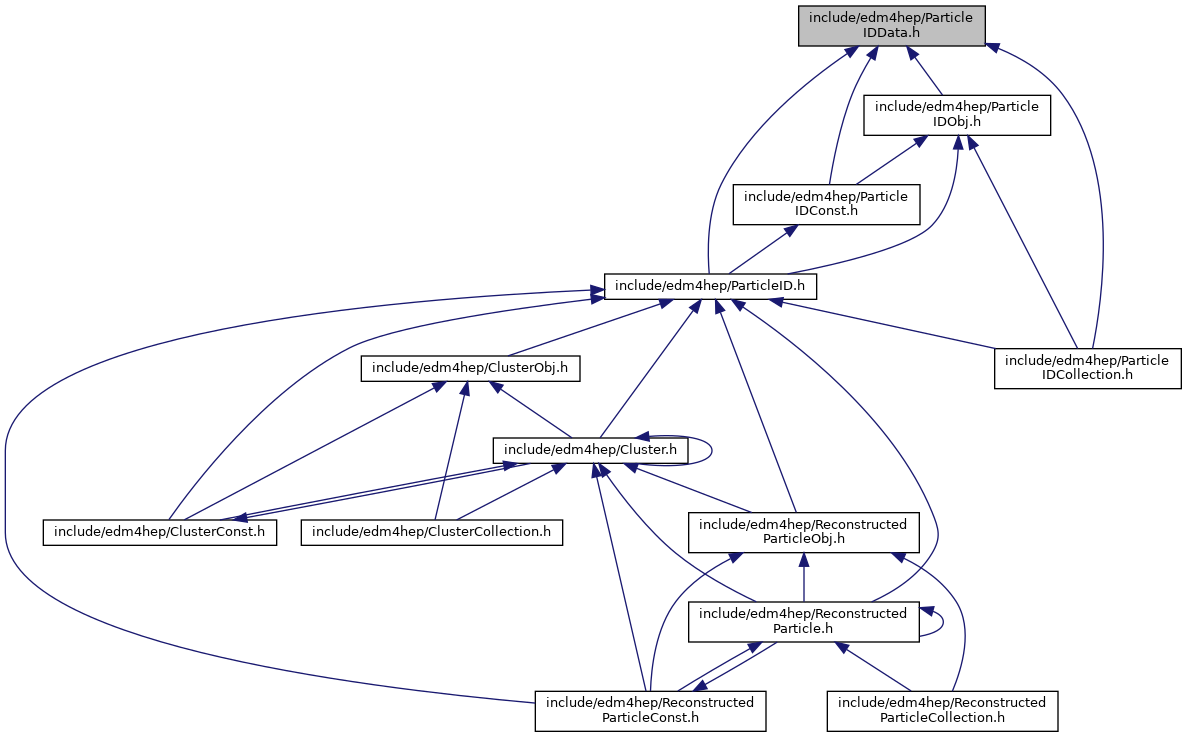 include/edm4hep/Particle
IDData.h
include/edm4hep/Particle
IDObj.h
include/edm4hep/Particle
IDConst.h
include/edm4hep/ParticleID.h
include/edm4hep/Particle
IDCollection.h
include/edm4hep/ClusterObj.h
include/edm4hep/Cluster.h
include/edm4hep/ClusterConst.h
include/edm4hep/ClusterCollection.h
include/edm4hep/Reconstructed
ParticleObj.h
include/edm4hep/Reconstructed
Particle.h
include/edm4hep/Reconstructed
ParticleConst.h
include/edm4hep/Reconstructed
ParticleCollection.h